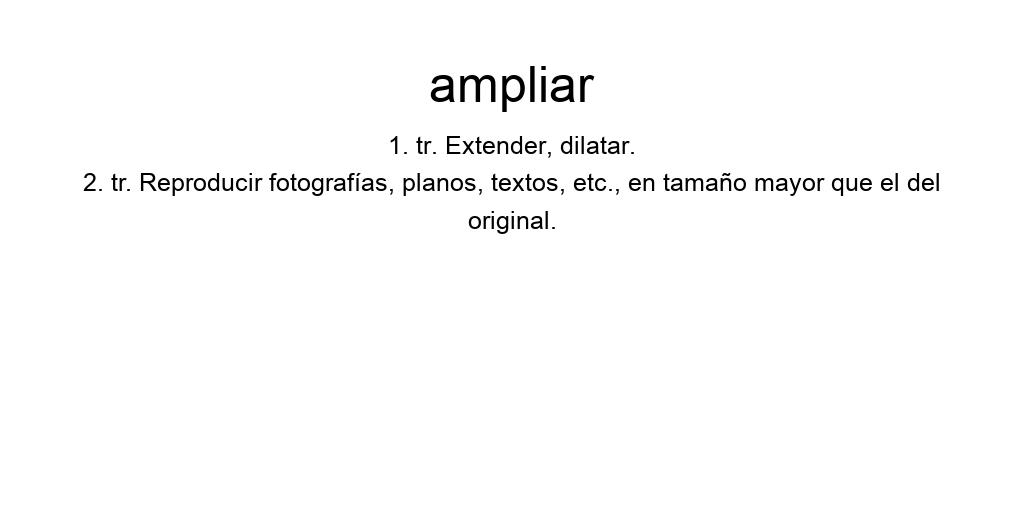 ampliar
1. tr. Extender, dilatar.
2. tr. Reproducir fotografías, planos, textos, etc., en tamaño mayor que el del
original.